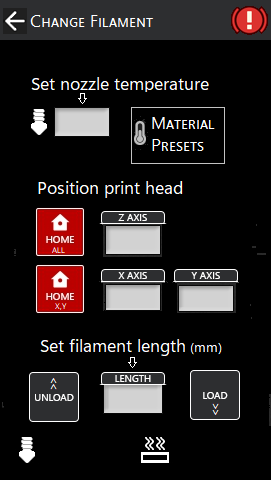 Change Filament
Set nozzle temperature
Material
Presets
Position print head
HOME
ALL
Z AXIS
HOME
X,Y
X AXIS
Y AXIS
Set filament length (mm)
UNLOAD
LENGTH
LOAD